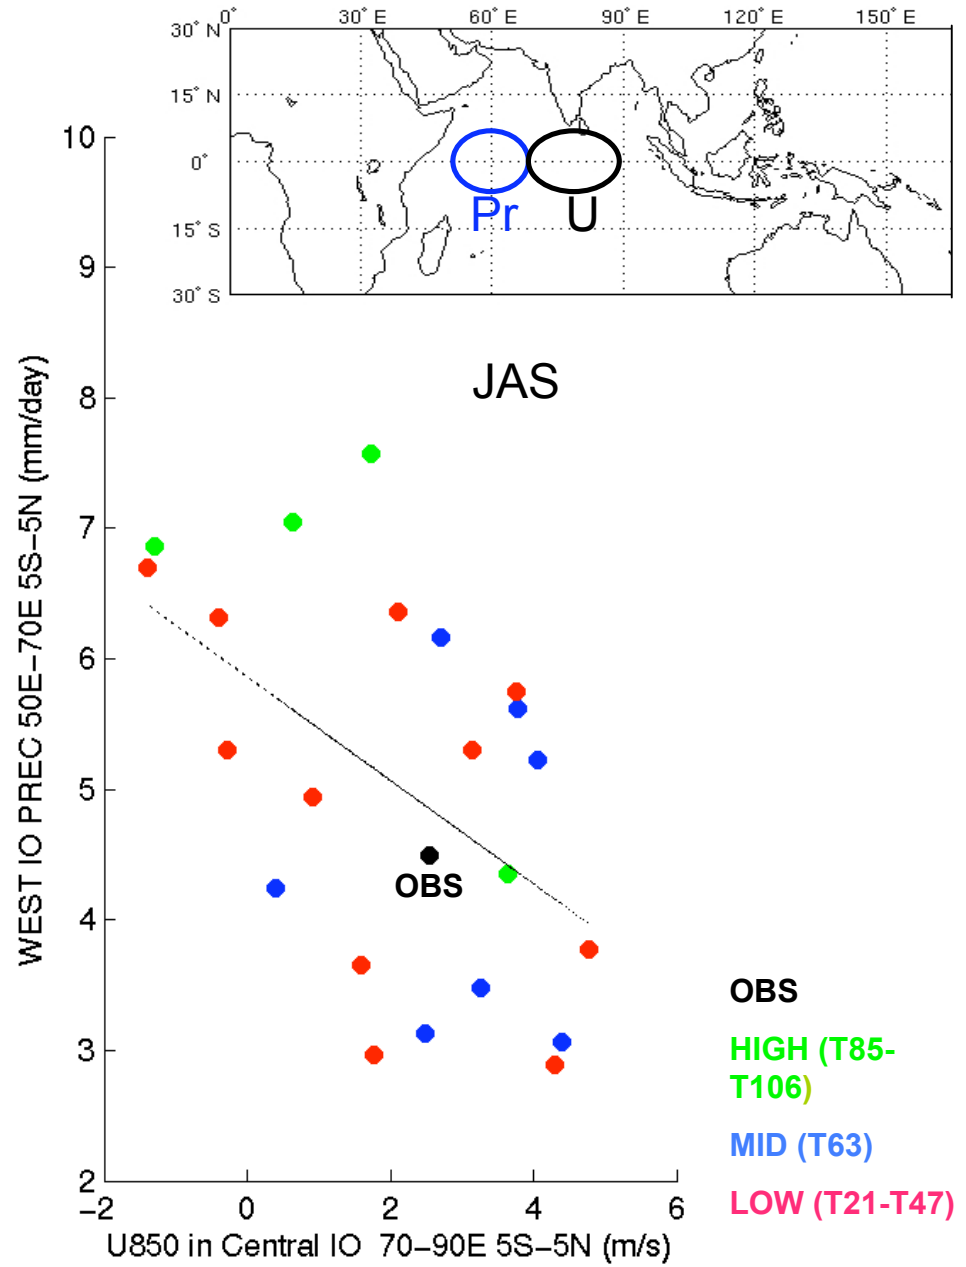 0° 30° E 60° E 90° E 120° E 150° E
30° N
15° N
0°
15° S
30° S
Pr U
JAS
10
9
8
7
6
5
4
3
2
WEST IO PREC 50E–70E 5S–5N (mm/day)
OBS
–2 0 2 4 6
U850 in Central IO 70–90E 5S–5N (m/s)
OBS
HIGH (T85-
T106)
MID (T63)
LOW (T21-T47)